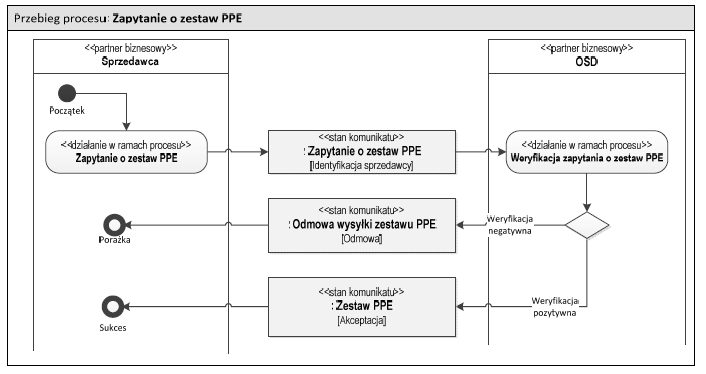 Przebieg procesu: Zapytanie o zestaw PPE
<<partner biznesowy>>
Sprzedawca
<<partner biznesowy>>
OSD
Początek
<<działanie w ramach procesu>>
Zapytanie o zestaw PPE
<<stan komunikatu>>
: Zapytanie o zestaw PPE
[Identyfikacja sprzedawcy]
<<działanie w ramach procesu>>
Weryfikacja zapytania o zestaw PPE
Porażka
<<stan komunikatu>>
: Odmowa wysyłki zestawu PPE
[Odmowa]
Weryfikacja
negatywna
Sukces
<<stan komunikatu>>
: Zestaw PPE
[Akceptacja]
Weryfikacja
pozytywna